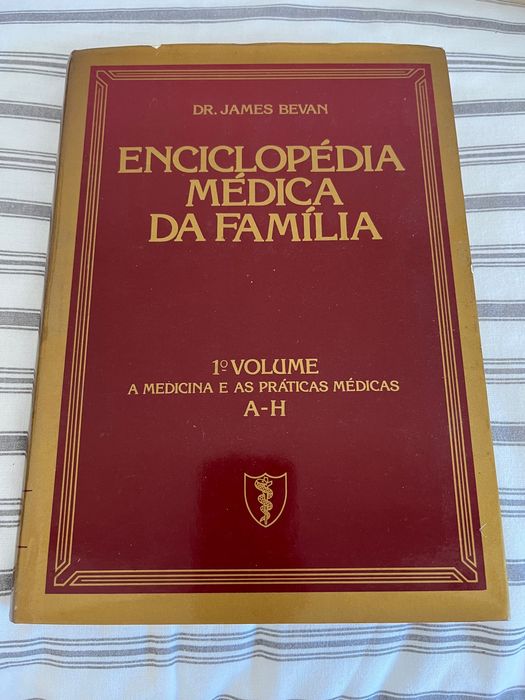 DR. JAMES BEVAN
ENCICLOPÉDIA
MÉDICA
DA FAMÍLIA
1º VOLUME
A MEDICINA E AS PRÁTICAS MÉDICAS
A-H